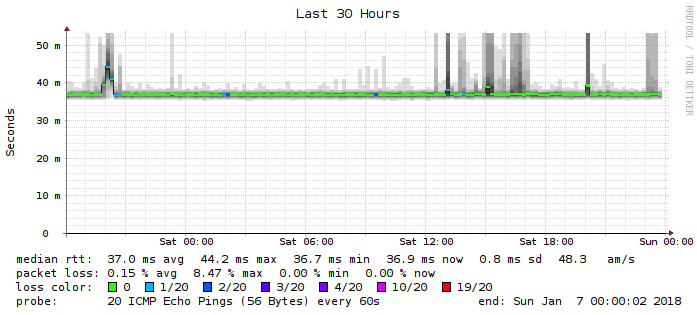 Last 30 Hours
RRDTOOL / TOBI OETIKER
Seconds
50 m
40 m
30 m
20 m
10 m
0
Sat 00:00 Sat 06:00 Sat 12:00 Sat 18:00 Sun 00:00
median rtt: 37.0 ms avg 44.2 ms max 36.7 ms min 36.9 ms now 0.8 ms sd 48.3 am/s
packet loss: 0.15 % avg 8.47 % max 0.00 % min 0.00 % now
loss color: 0 1/20 2/20 3/20 4/20 10/20 19/20
probe: 20 ICMP Echo Pings (56 Bytes) every 60s end: Sun Jan 7 00:00:02 2018